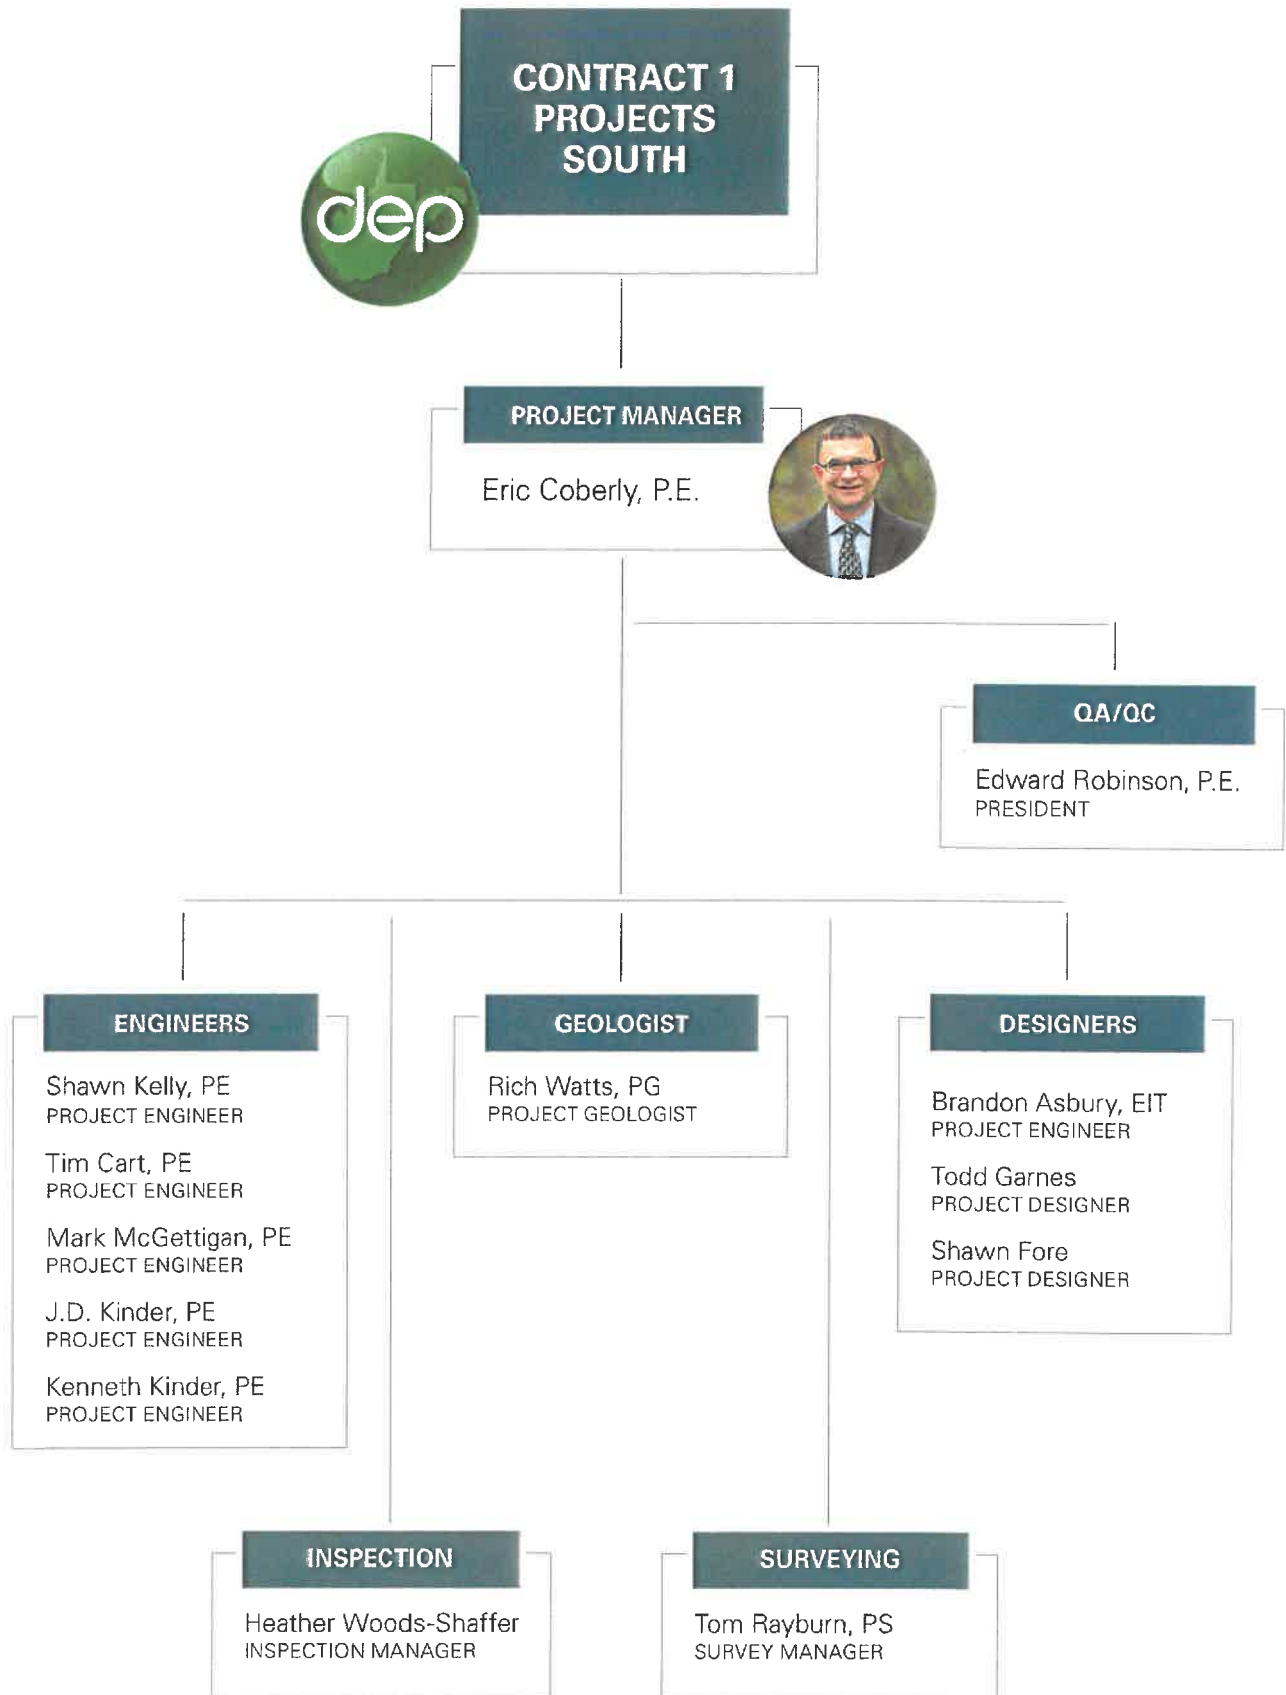 CONTRACT 1
PROJECTS
SOUTH
dep
PROJECT MANAGER
Eric Coberly, P.E.
QA/QC
Edward Robinson, P.E.
PRESIDENT
ENGINEERS
Shawn Kelly, PE
PROJECT ENGINEER
Tim Cart, PE
PROJECT ENGINEER
Mark McGettigan, PE
PROJECT ENGINEER
J.D. Kinder, PE
PROJECT ENGINEER
Kenneth Kinder, PE
PROJECT ENGINEER
GEOLOGIST
Rich Watts, PG
PROJECT GEOLOGIST
DESIGNERS
Brandon Asbury, EIT
PROJECT ENGINEER
Todd Garnes
PROJECT DESIGNER
Shawn Fore
PROJECT DESIGNER
INSPECTION
Heather Woods-Shaffer
INSPECTION MANAGER
SURVEYING
Tom Rayburn, PS
SURVEY MANAGER